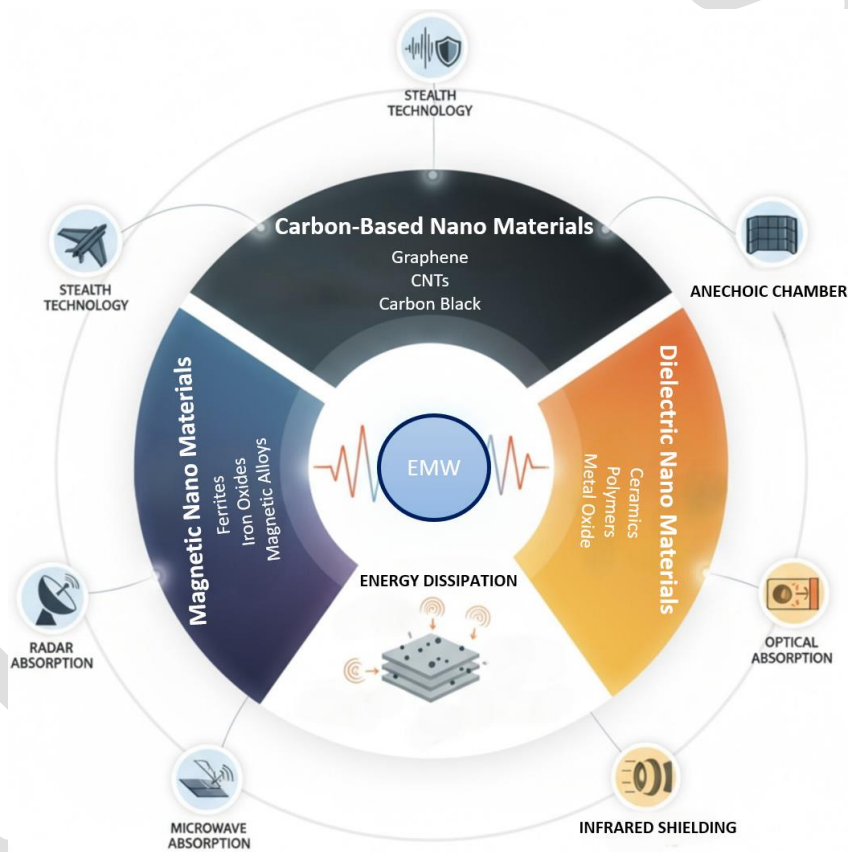 STEALTH
TECHNOLOGY
Carbon-Based Nano Materials
Graphene
CNTs
Carbon Black
STEALTH
TECHNOLOGY
ANECHOIC CHAMBER
Magnetic Nano Materials
Ferrites
Iron Oxides
Magnetic Alloys
EMW
Dielectric Nano Materials
Ceramics
Polymers
Metal Oxide
ENERGY DISSIPATION
RADAR
ABSORPTION
OPTICAL
ABSORPTION
MICROWAVE
ABSORPTION
INFRARED SHIELDING